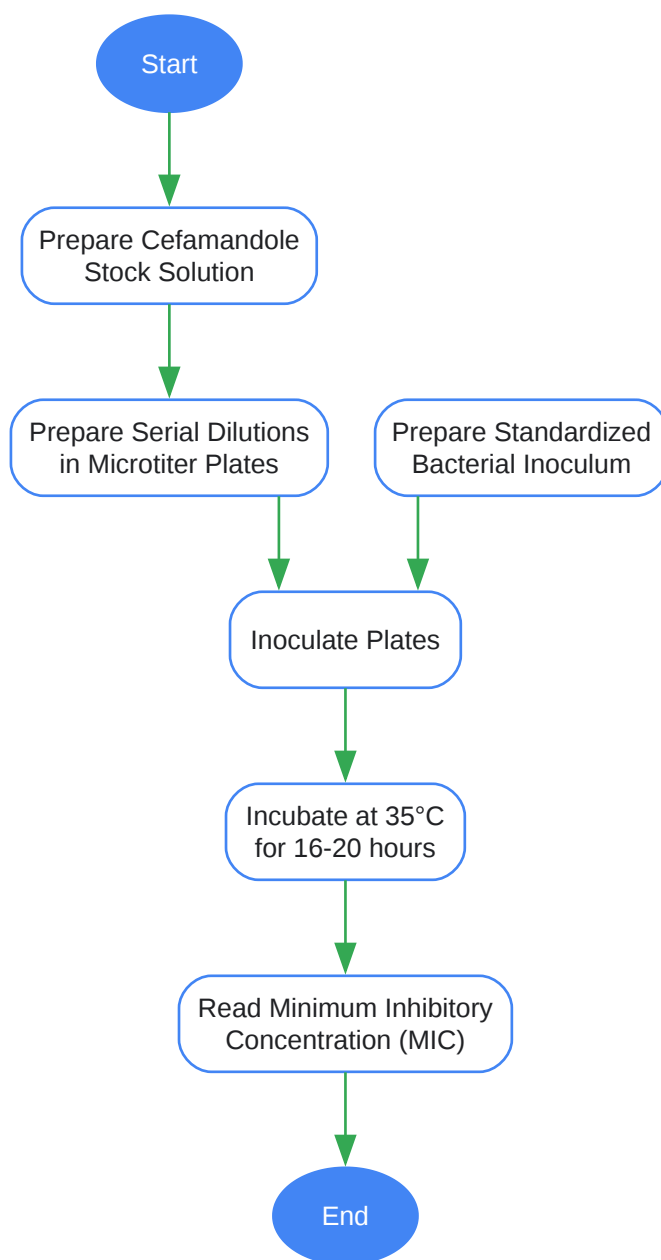 Start
Prepare Cefamandole
Stock Solution
Prepare Serial Dilutions
in Microtiter Plates
Prepare Standardized
Bacterial Inoculum
Inoculate Plates
Incubate at 35°C
for 16-20 hours
Read Minimum Inhibitory
Concentration (MIC)
End